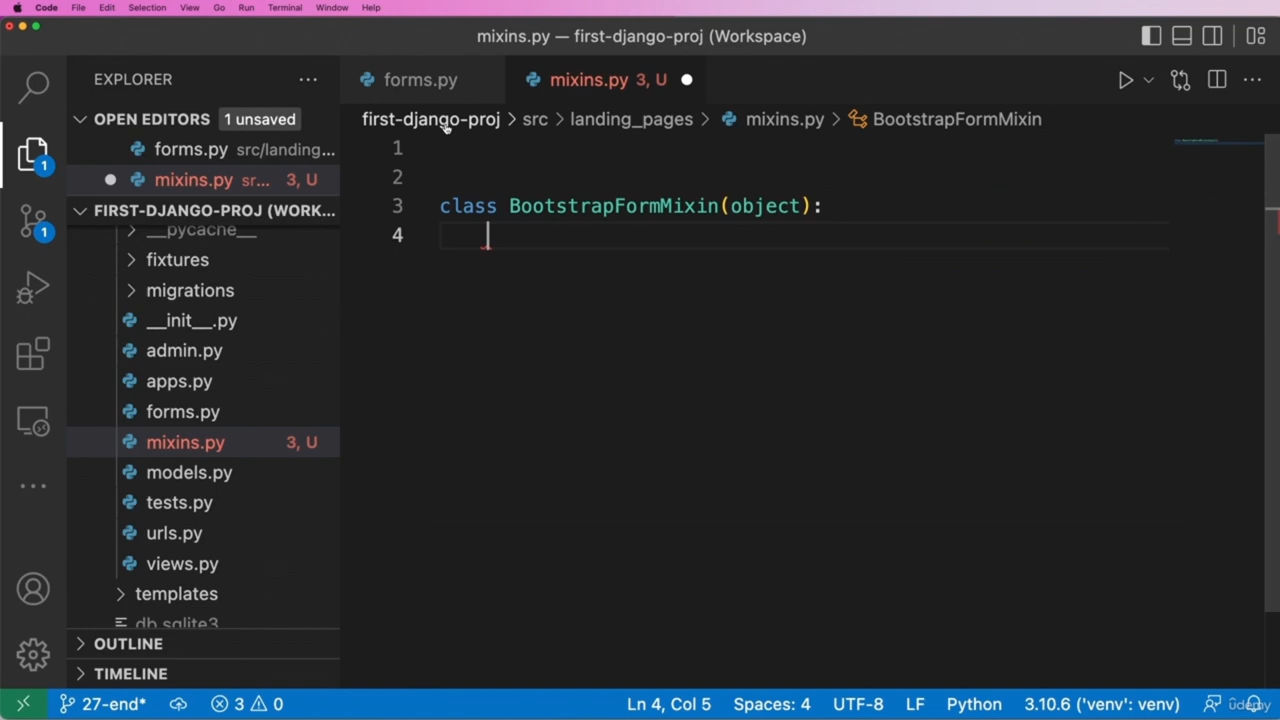 Code File Edit Selection View Go Run Terminal Window Help
mixins.py — first-django-proj (Workspace)
EXPLORER
OPEN EDITORS 1 unsaved
forms.py src/landing...
mixins.py sr... 3, U
FIRST-DJANGO-PROJ (WORK...
__pycache__
fixtures
migrations
__init__.py
admin.py
apps.py
forms.py
mixins.py 3, U
models.py
tests.py
urls.py
views.py
templates
db.sqlite3
OUTLINE
TIMELINE
1
1
forms.py mixins.py 3, U
first-django-proj > src > landing_pages > mixins.py > BootstrapFormMixin
1
2
3 class BootstrapFormMixin(object):
4
27-end* 3 0 Ln 4, Col 5 Spaces: 4 UTF-8 LF Python 3.10.6 ('venv': venv)
udemy